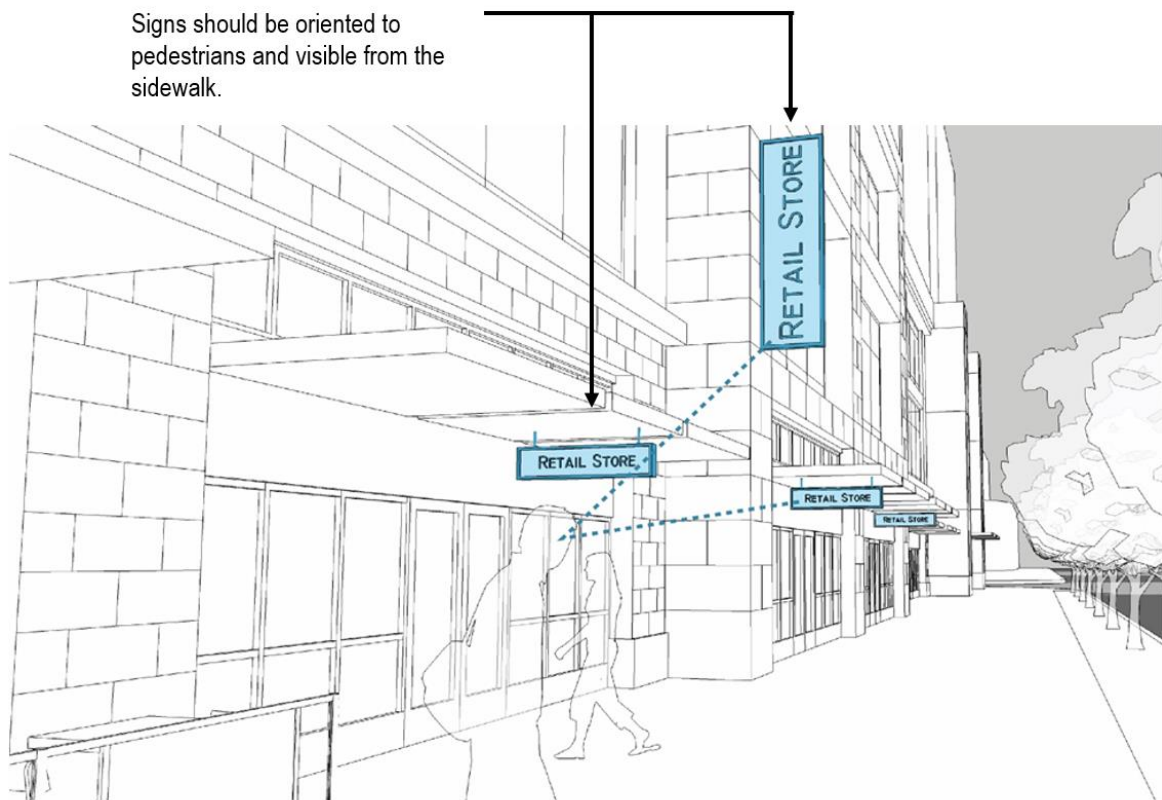 Signs should be oriented to
pedestrians and visible from the
sidewalk.
RETAIL STORE
RETAIL STORE
RETAIL STORE
RETAIL STORE